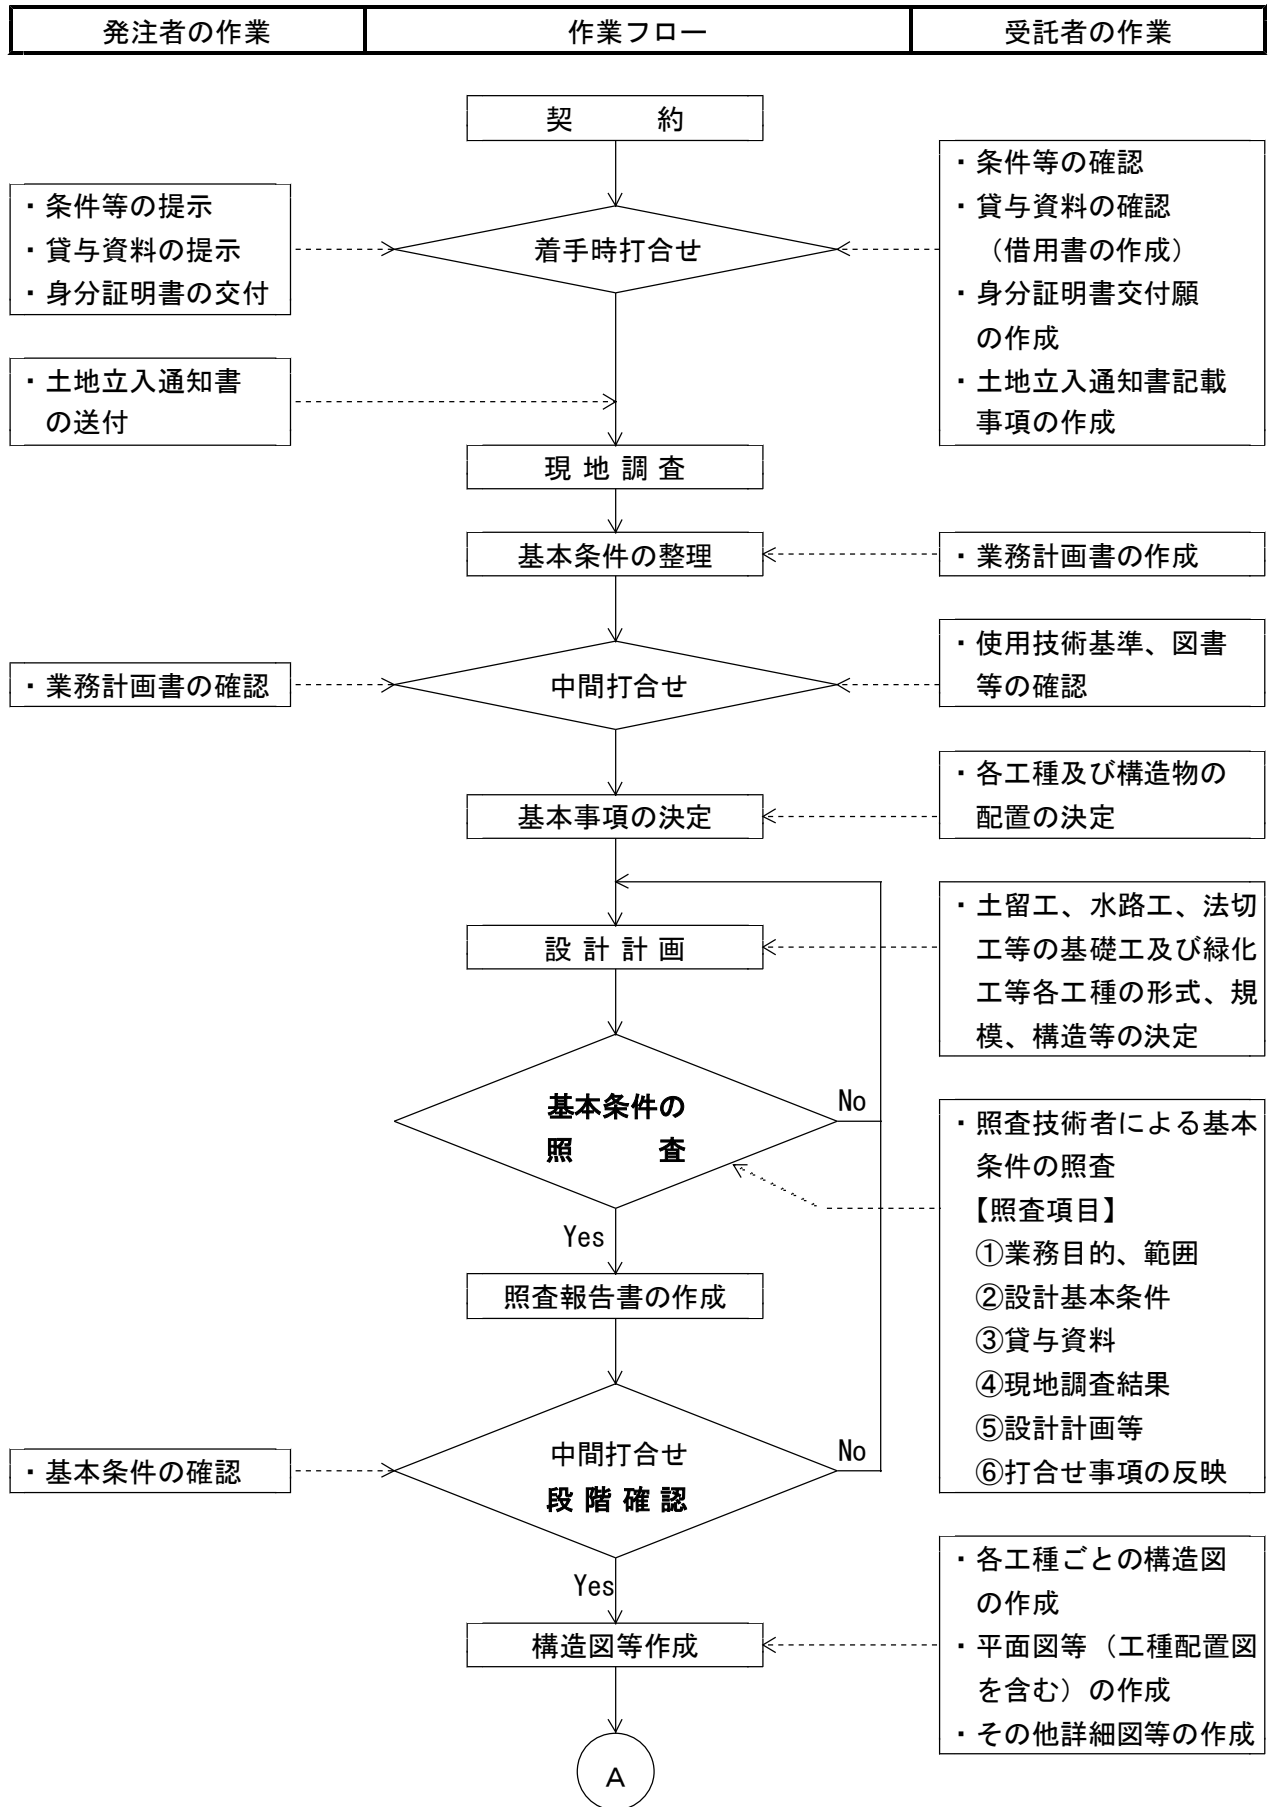 発注者の作業
作業フロー
受託者の作業
契　　約
・条件等の提示
・貸与資料の提示
・身分証明書の交付
着手時打合せ
・条件等の確認
・貸与資料の確認
（借用書の作成）
・身分証明書交付願
の作成
・土地立入通知書記載
事項の作成
・土地立入通知書
の送付
現地調査
基本条件の整理
・業務計画書の作成
・業務計画書の確認
中間打合せ
・使用技術基準、図書
等の確認
基本事項の決定
・各工種及び構造物の
配置の決定
設計計画
・土留工、水路工、法切
工等の基礎工及び緑化
工等各工種の形式、規
模、構造等の決定
基本条件の
照　　査
No
Yes
・照査技術者による基本
条件の照査
【照査項目】
①業務目的、範囲
②設計基本条件
③貸与資料
④現地調査結果
⑤設計計画等
⑥打合せ事項の反映
照査報告書の作成
・基本条件の確認
中間打合せ
段階確認
No
Yes
構造図等作成
・各工種ごとの構造図
の作成
・平面図等（工種配置図
を含む）の作成
・その他詳細図等の作成
A